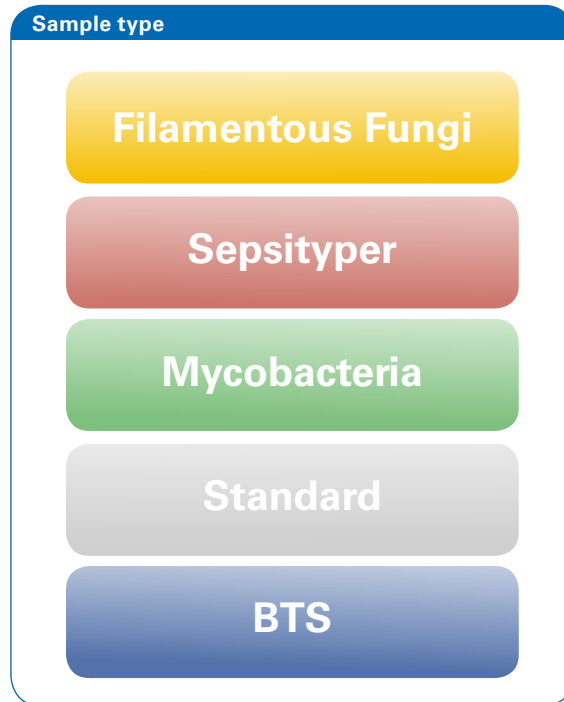 Sample type
Filamentous Fungi
Sepsityper
Mycobacteria
Standard
BTS